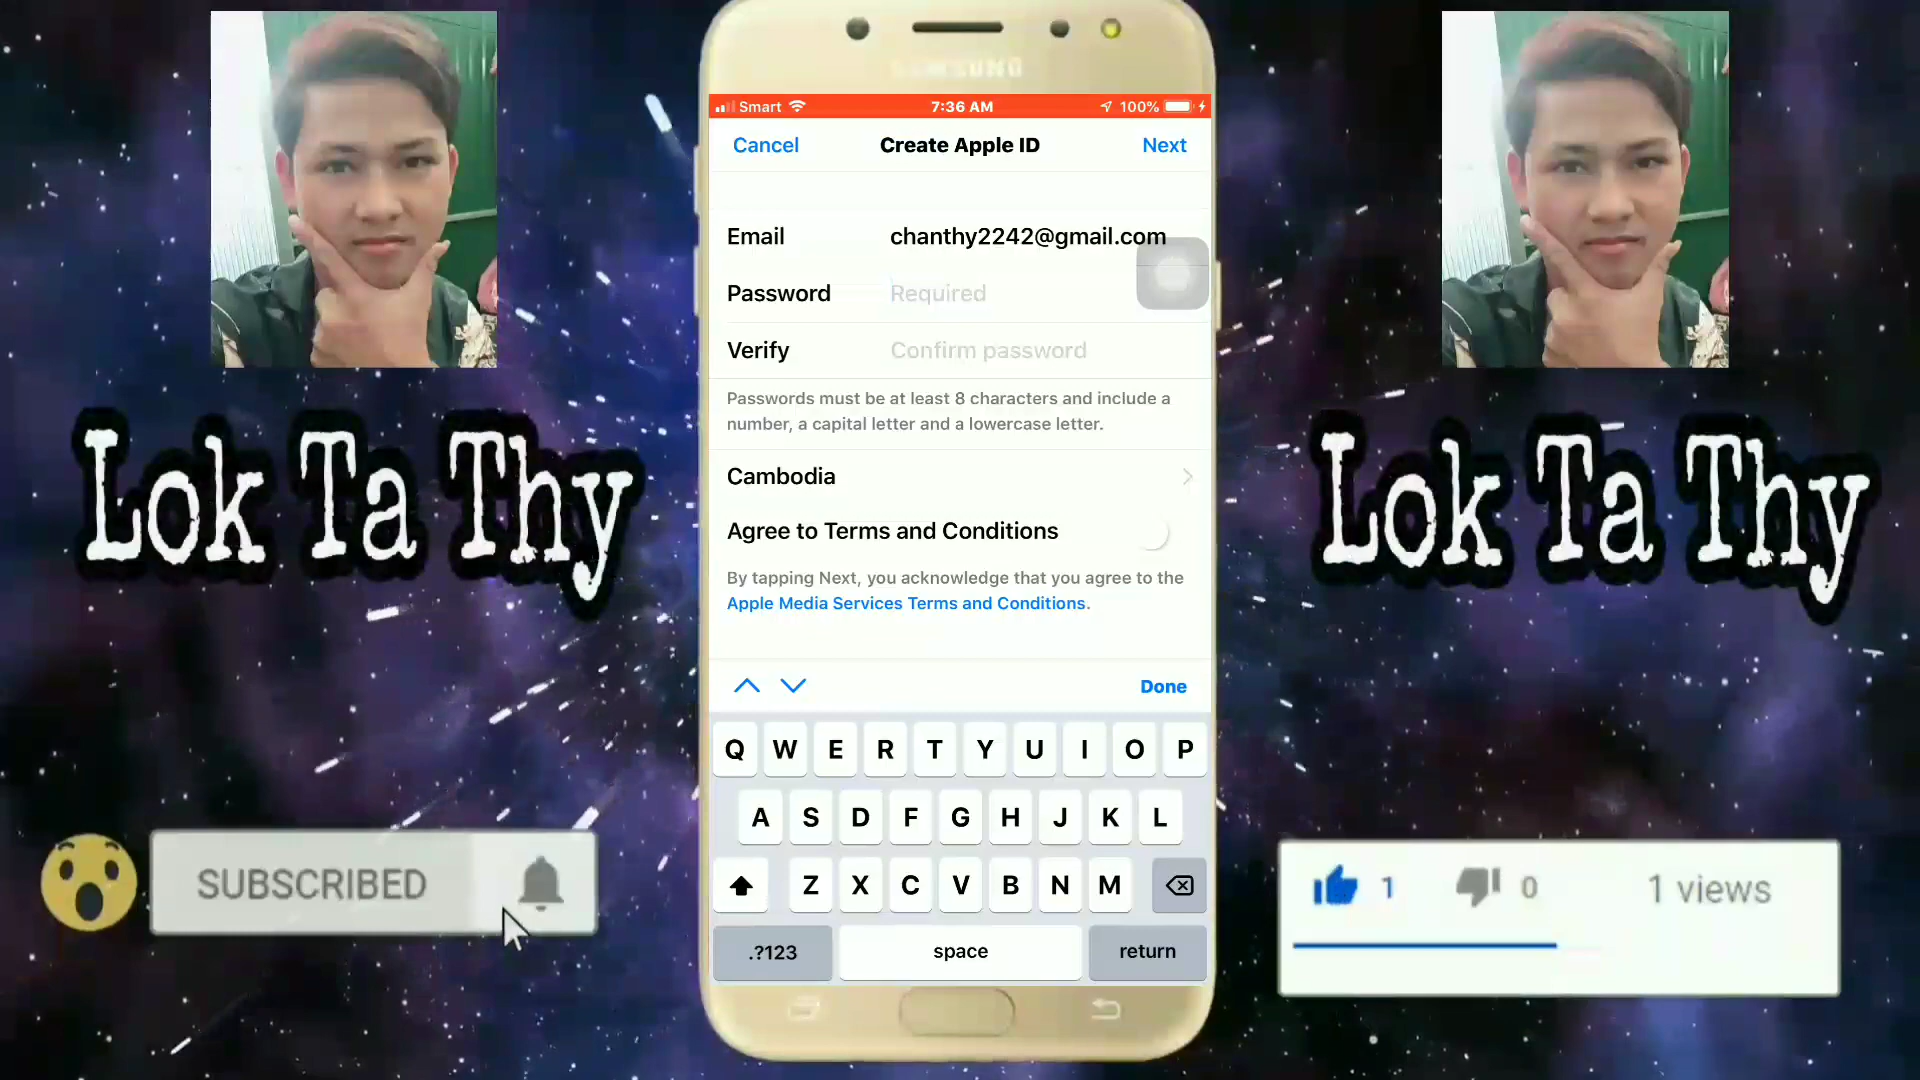 SAMSUNG
Smart 7:36 AM 100%
Cancel Create Apple ID Next
Email chanthy2242@gmail.com
Password Required
Verify Confirm password
Passwords must be at least 8 characters and include a
number, a capital letter and a lowercase letter.
Cambodia
Agree to Terms and Conditions
By tapping Next, you acknowledge that you agree to the
Apple Media Services Terms and Conditions.
Done
Q W E R T Y U I O P
A S D F G H J K L
Z X C V B N M
.?123 space return
Lok Ta Thy
Lok Ta Thy
SUBSCRIBED
1 0 1 views